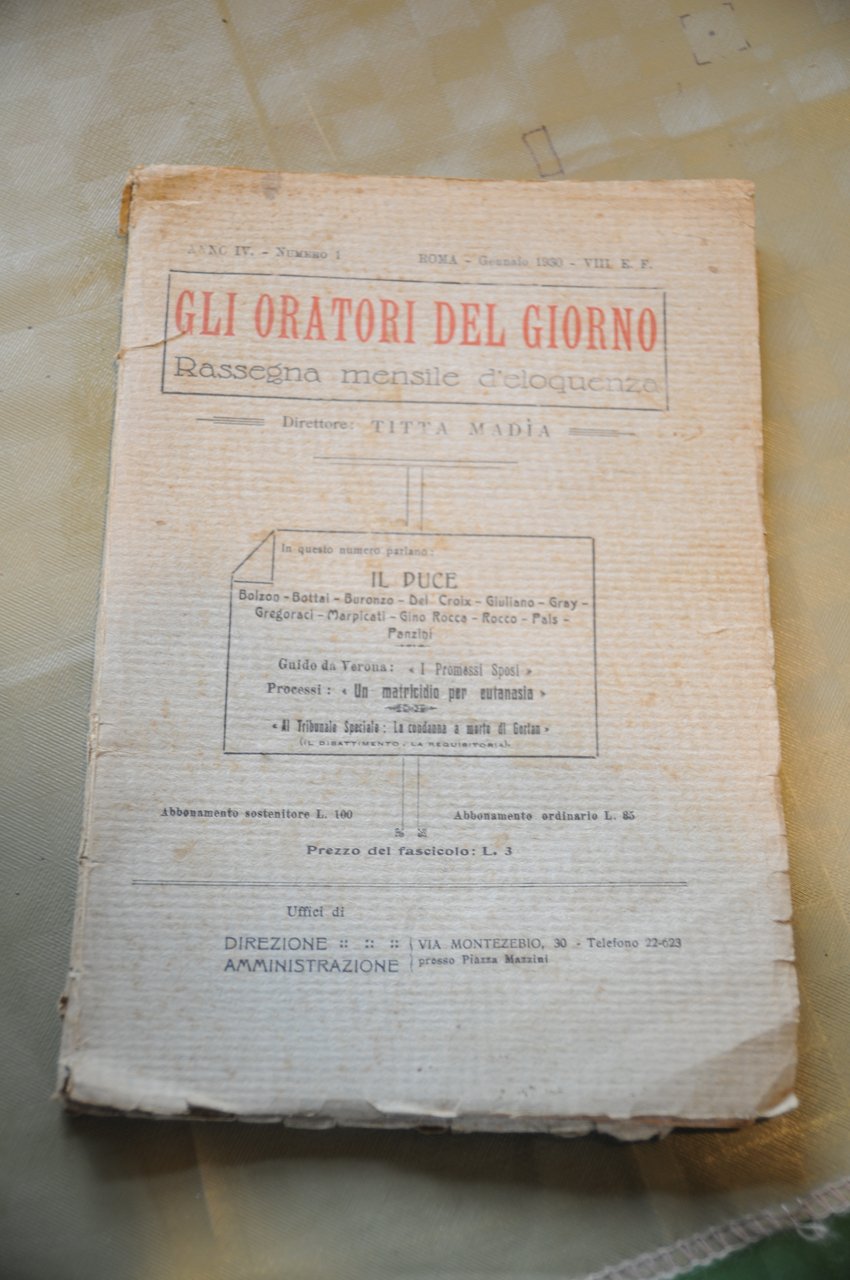 ANNO IV. - NUMERO 1 ROMA - Gennaio 1930 - VIII. E. F.
GLI ORATORI DEL GIORNO
Rassegna mensile d'eloquenza
Direttore: TITTA MADÌA
In questo numero parlano:
IL DUCE
Bolzon - Bottai - Buronzo - Del Croix - Giuliano - Gray -
Gregoraci - Marpicati - Gino Rocca - Rocco - Pais -
Panzini
Guido da Verona: « I Promessi Sposi »
Processi: « Un matricidio per eutanasia »
« Al Tribunale Speciale: La condanna a morte di Gortan »
(IL DIBATTIMENTO - LA REQUISITORIA)
Abbonamento sostenitore L. 100 Abbonamento ordinario L. 35
Prezzo del fascicolo: L. 3
Uffici di
DIREZIONE :: :: :: VIA MONTEZEBIO, 30 - Telefono 22-623
AMMINISTRAZIONE presso Piazza Mazzini